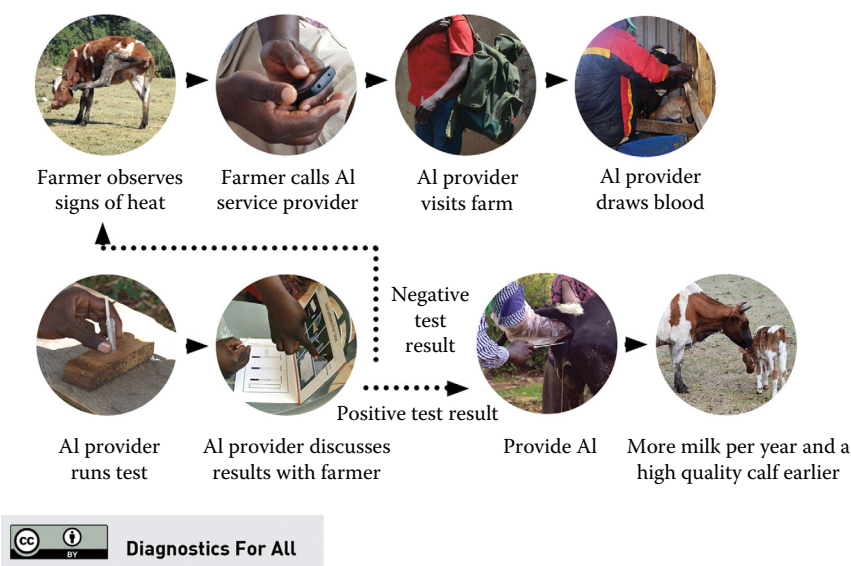 Farmer observes
signs of heat
Farmer calls AI
service provider
AI provider
visits farm
AI provider
draws blood
Negative
test
result
Positive test result
AI provider
runs test
AI provider discusses
results with farmer
Provide AI
More milk per year and a
high quality calf earlier
cc
BY
Diagnostics For All